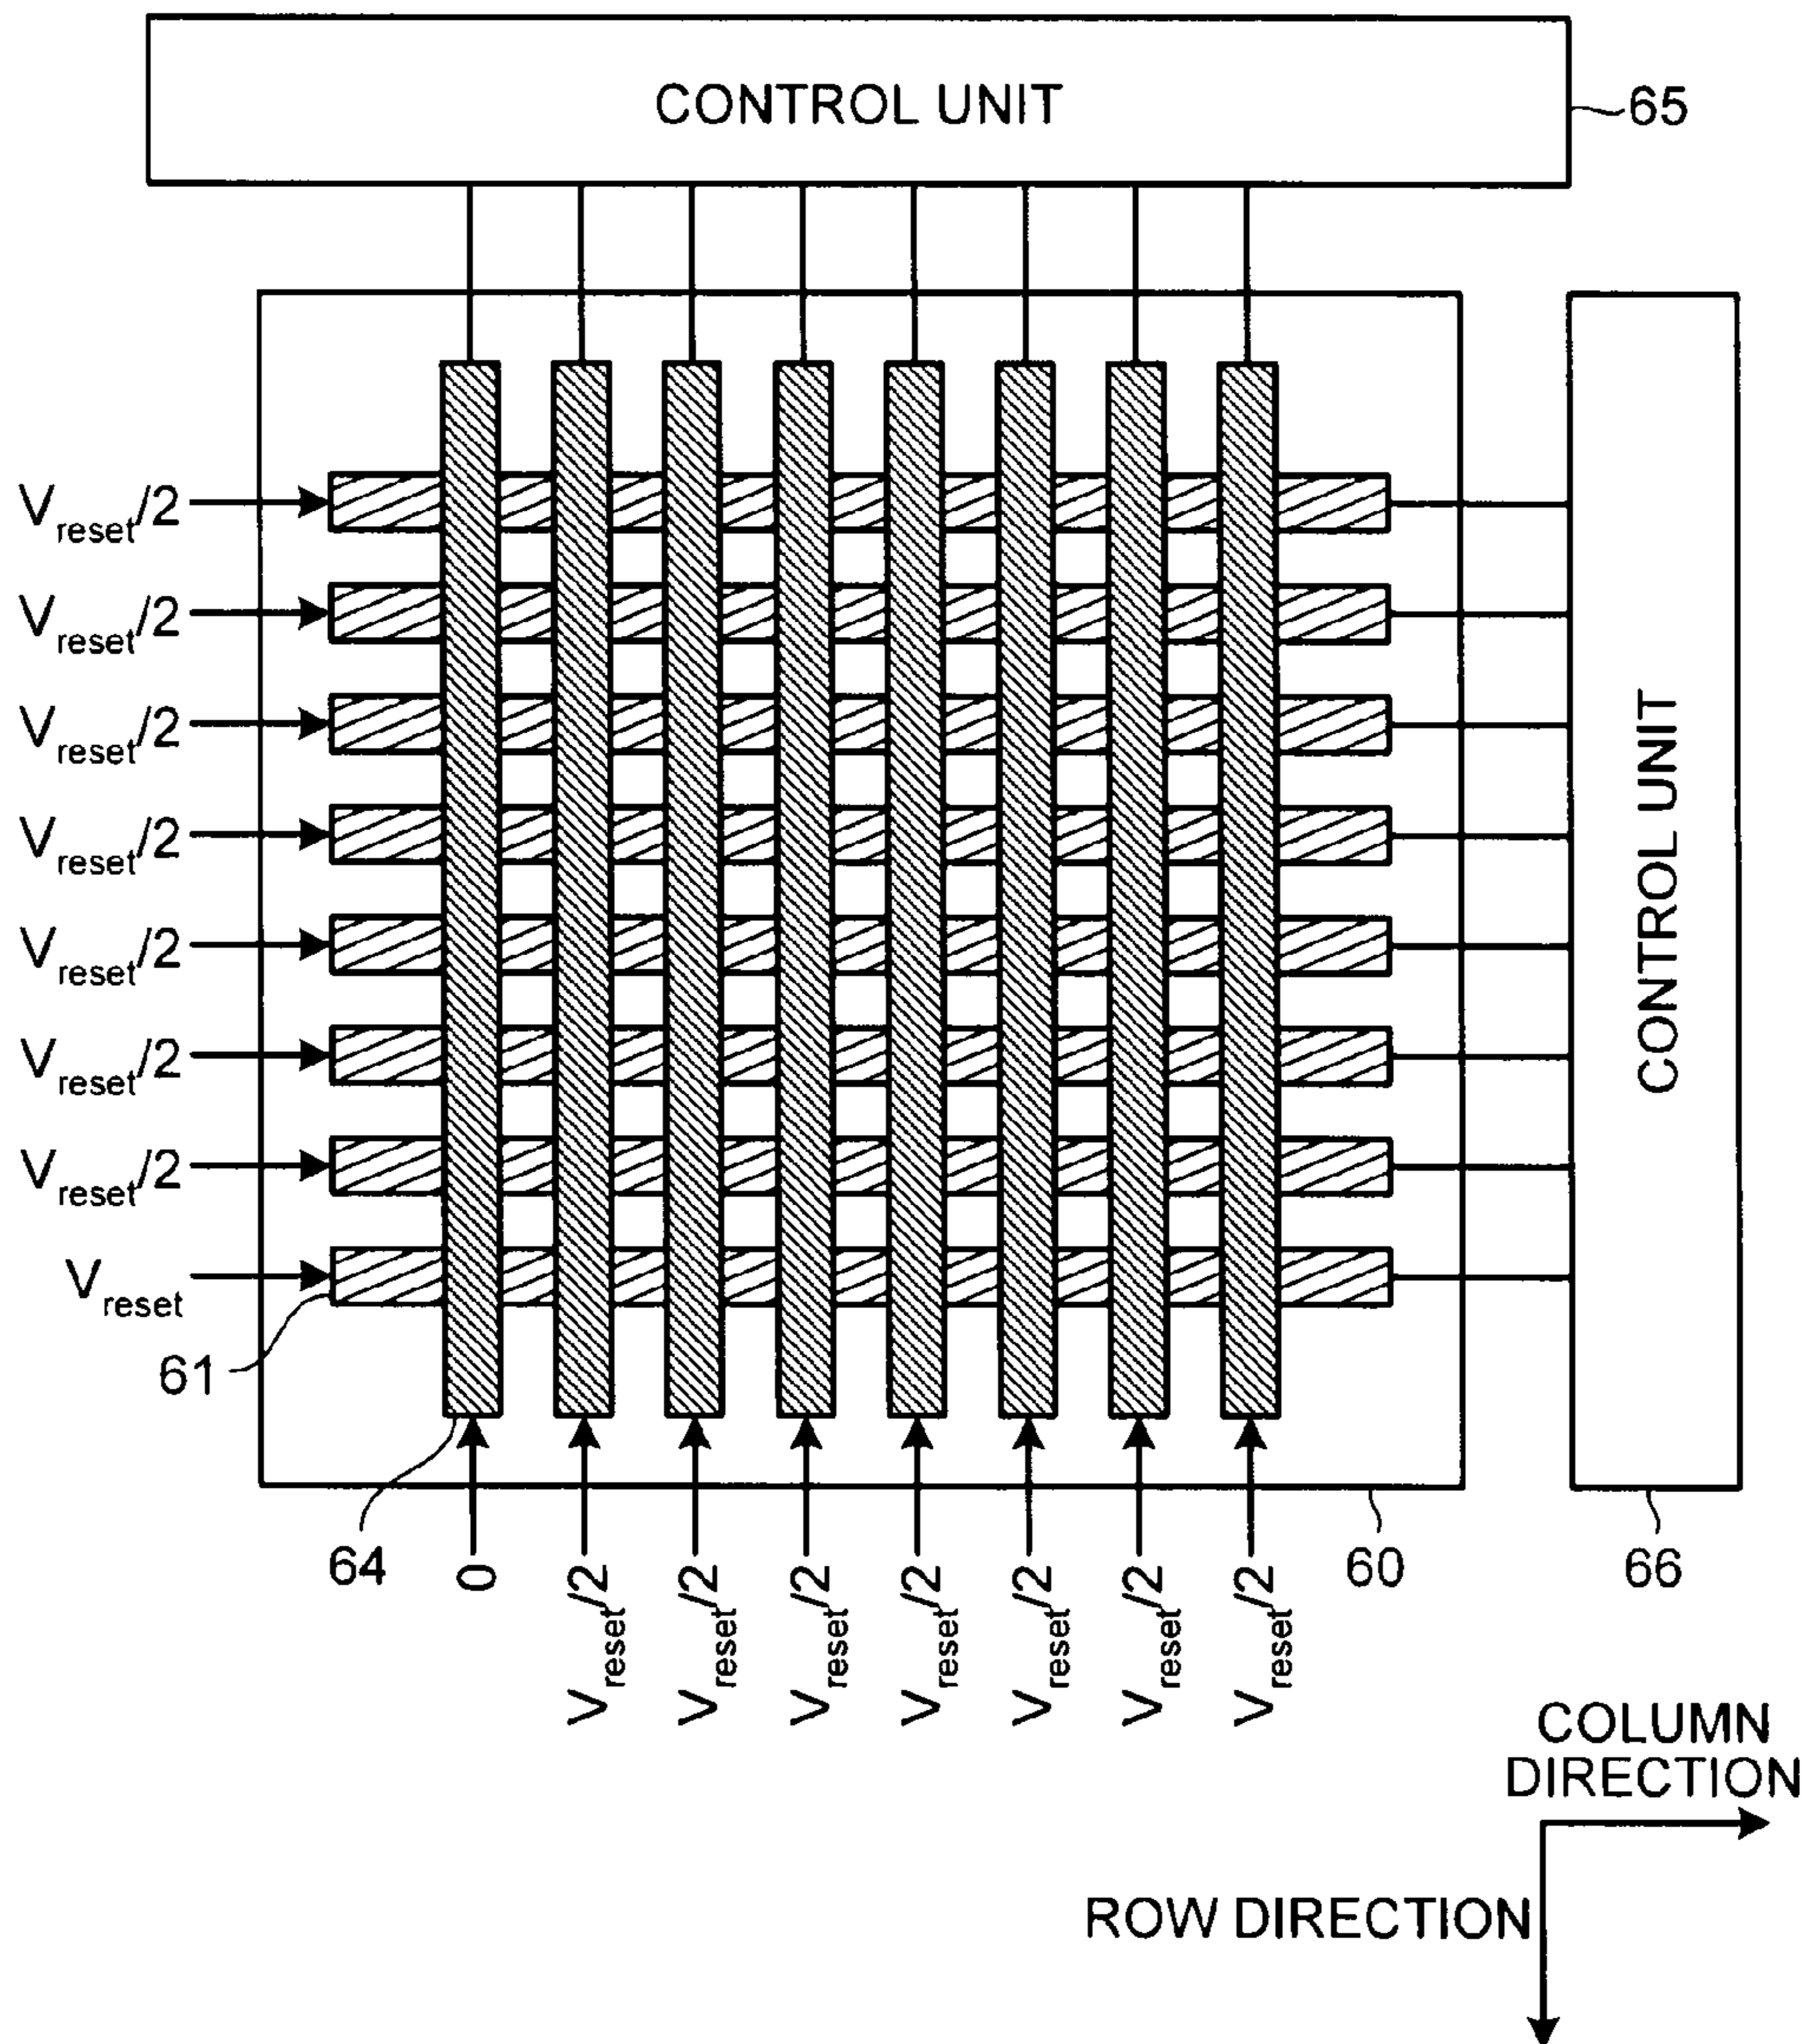 CONTROL UNIT
65
Vreset/2
Vreset/2
Vreset/2
Vreset/2
Vreset/2
Vreset/2
Vreset/2
Vreset
CONTROL UNIT
61
64
0
Vreset/2
Vreset/2
Vreset/2
Vreset/2
Vreset/2
Vreset/2
Vreset/2
60
66
COLUMN
DIRECTION
ROW DIRECTION